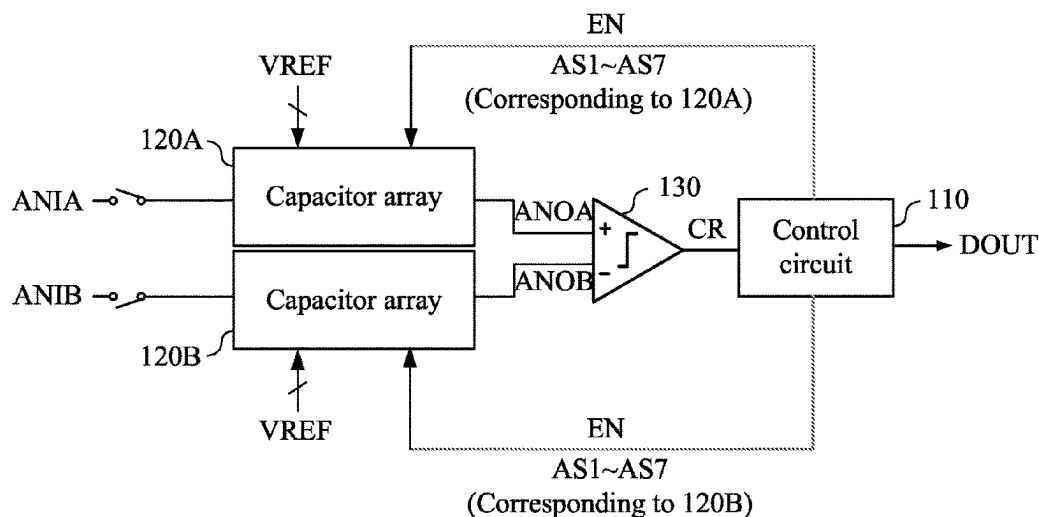 EN
AS1~AS7
(Corresponding to 120A)
VREF
120A
ANIA
Capacitor array
ANOA
130
+
CR
110
Control
circuit
DOUT
ANIB
Capacitor array
ANOB
−
120B
VREF
EN
AS1~AS7
(Corresponding to 120B)